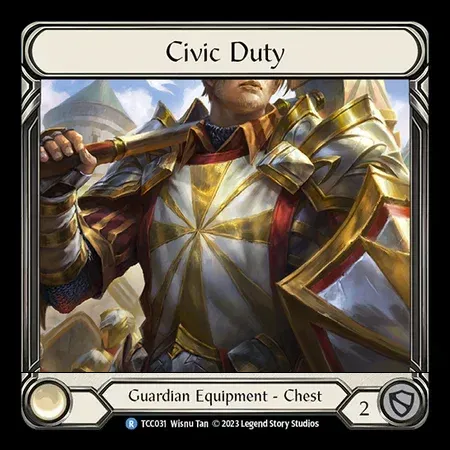 Civic Duty
Guardian Equipment - Chest
2
R TCC031 Wisnu Tan © 2023 Legend Story Studios